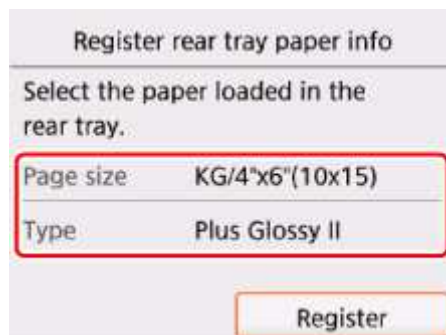 Register rear tray paper info
Select the paper loaded in the
rear tray.
Page size KG/4"x6"(10x15)
Type Plus Glossy II
Register